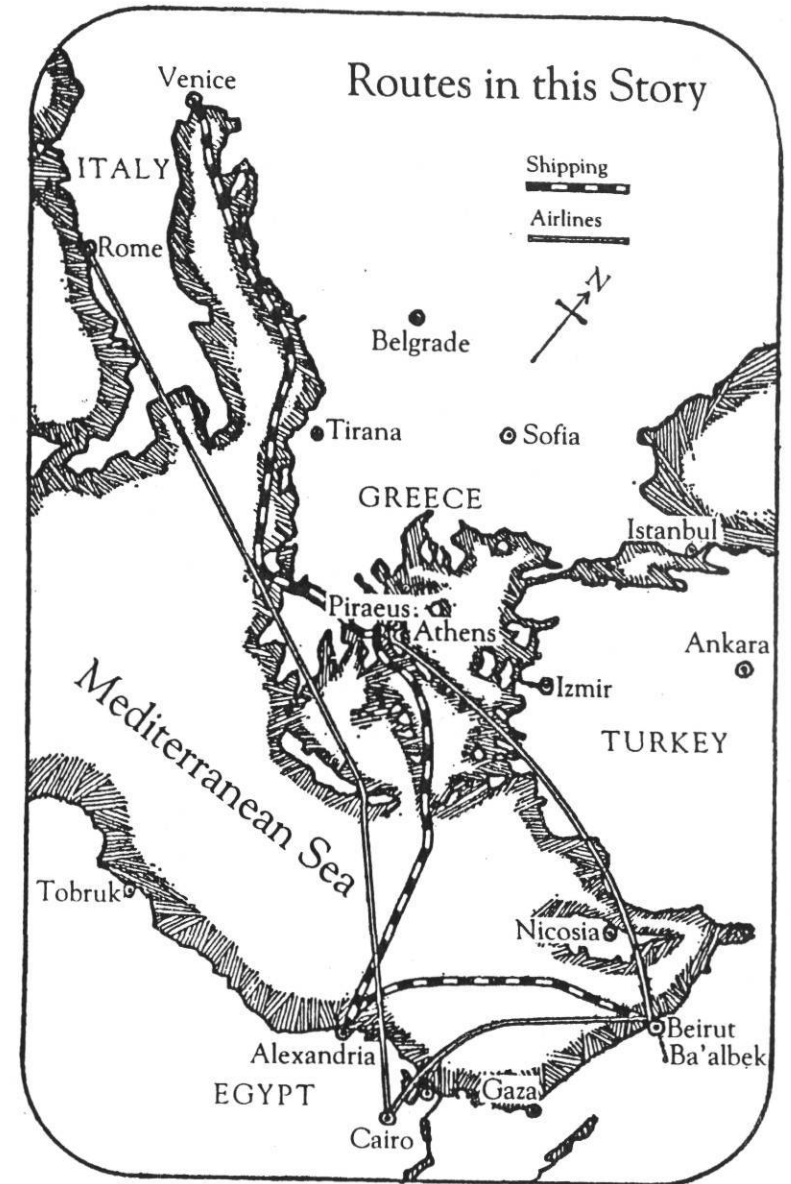 Routes in this Story
Venice
Shipping
ITALY
Airlines
Rome
N
Belgrade
Tirana
Sofia
GREECE
Istanbul
Piraeus
Athens
Ankara
Izmir
TURKEY
Mediterranean Sea
Tobruk
Nicosia
Beirut
Alexandria
Ba'albek
EGYPT
Gaza
Cairo